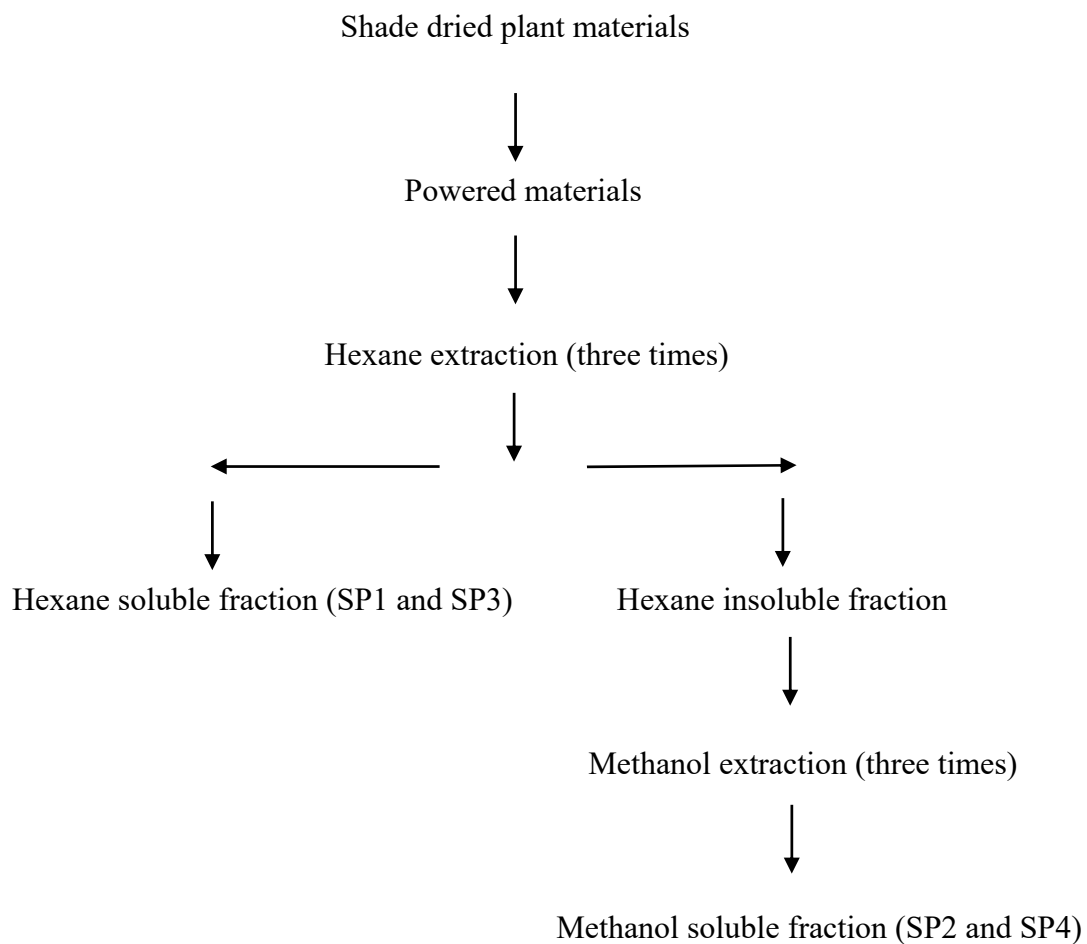 Shade dried plant materials
Powered materials
Hexane extraction (three times)
Hexane soluble fraction (SP1 and SP3)
Hexane insoluble fraction
Methanol extraction (three times)
Methanol soluble fraction (SP2 and SP4)